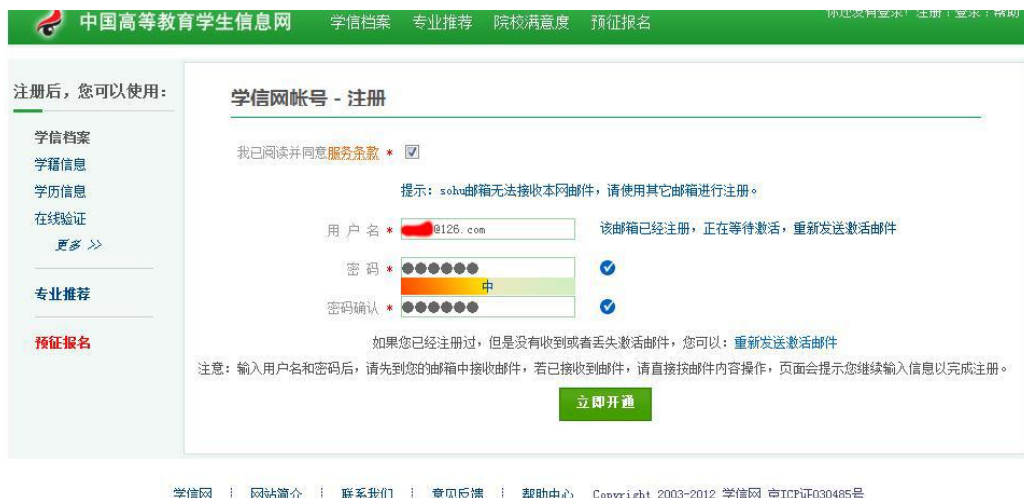 中国高等教育学生信息网 学信档案 专业推荐 院校满意度 预征报名
注册后，您可以使用：
学信档案
学籍信息
学历信息
在线验证
更多 >>
专业推荐
预征报名
学信网帐号 - 注册
我已阅读并同意服务条款 *
提示：sohu邮箱无法接收本网邮件，请使用其它邮箱进行注册。
用 户 名 * @126.com 该邮箱已经注册，正在等待激活，重新发送激活邮件
密 码 * ●●●●●●
中
密码确认 * ●●●●●●
如果您已经注册过，但是没有收到或者丢失激活邮件，您可以：重新发送激活邮件
注意：输入用户名和密码后，请先到您的邮箱中接收邮件，若已接收到邮件，请直接按邮件内容操作，页面会提示您继续输入信息以完成注册。
立即开通
学信网 | 网站简介 | 联系我们 | 意见反馈 | 帮助中心 Copyright 2003-2012 学信网 京ICP证030485号